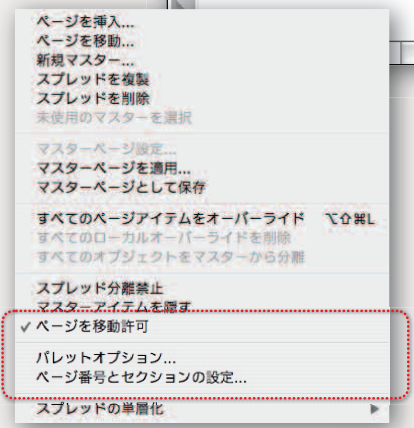 ページを挿入...
ページを移動...
新規マスター...
スプレッドを複製
スプレッドを削除
未使用のマスターを選択
マスターページ設定...
マスターページを適用...
マスターページとして保存
すべてのページアイテムをオーバーライド ⌥⇧⌘L
すべてのローカルオーバーライドを削除
すべてのオブジェクトをマスターから分離
スプレッド分離禁止
マスターアイテムを隠す
✓ ページを移動許可
パレットオプション...
ページ番号とセクションの設定...
スプレッドの単層化 ▶